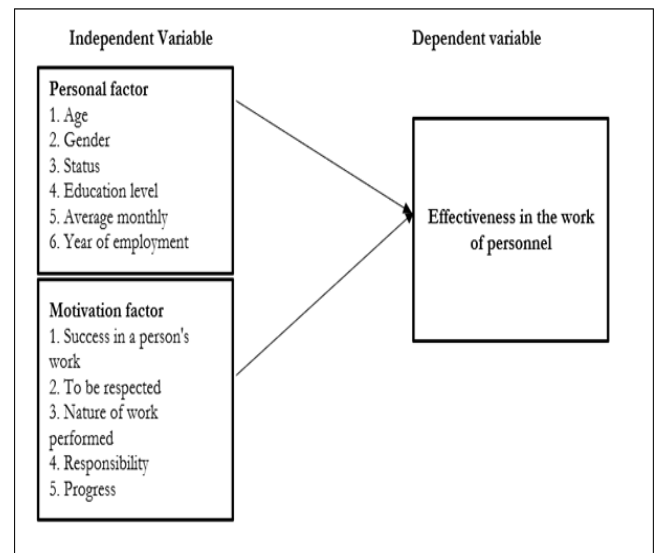 Independent Variable
Dependent variable
Personal factor
1. Age
2. Gender
3. Status
4. Education level
5. Average monthly
6. Year of employment
Motivation factor
1. Success in a person's
work
2. To be respected
3. Nature of work
performed
4. Responsibility
5. Progress
Effectiveness in the work
of personnel